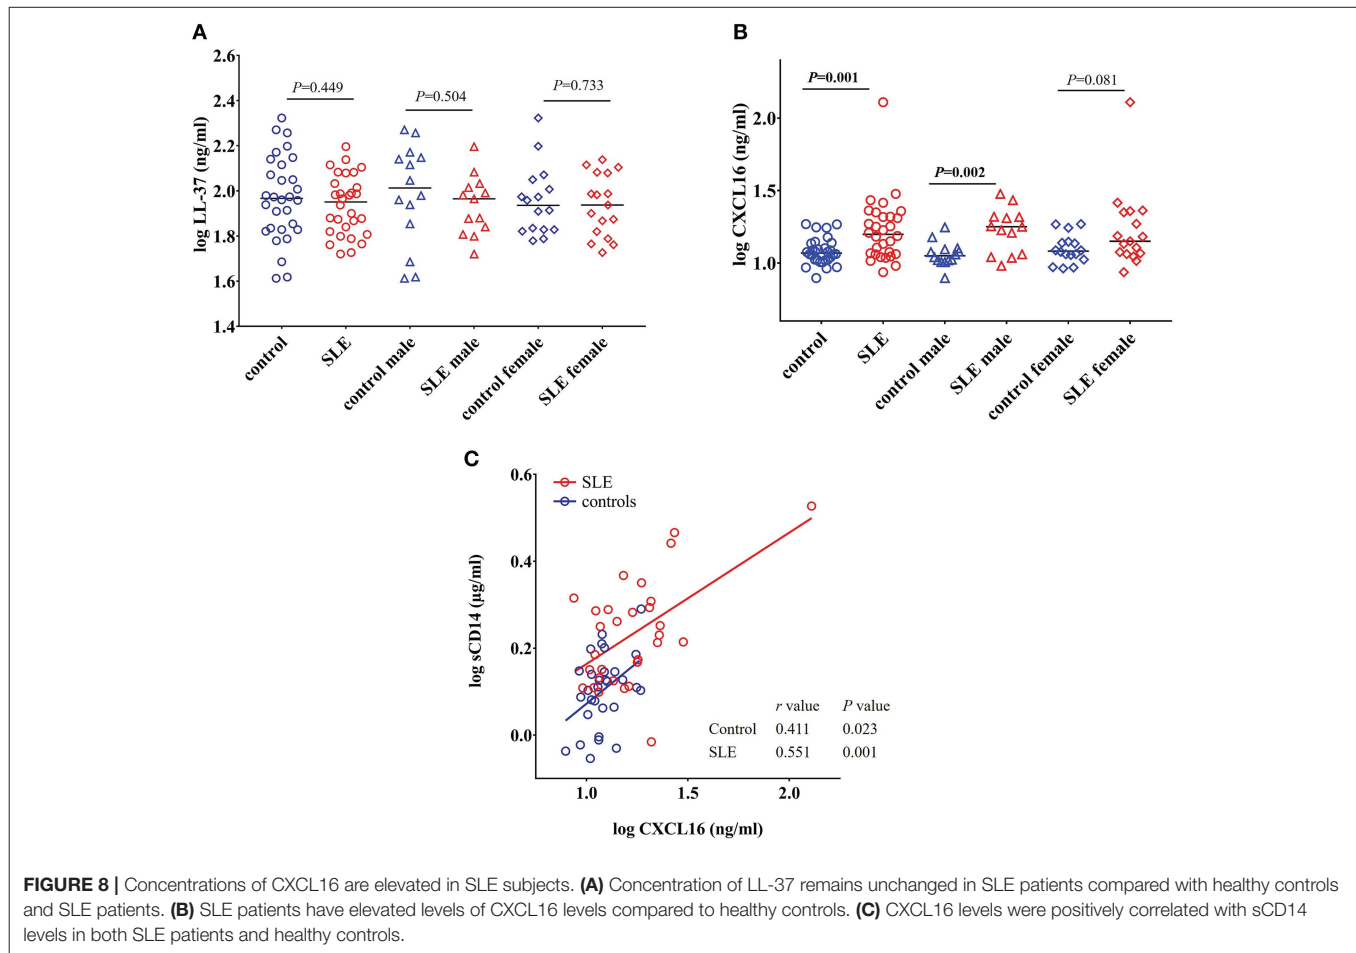 A
log LL-37 (ng/ml)
2.6
2.4
2.2
2.0
1.8
1.6
1.4
P=0.449
P=0.504
P=0.733
control
SLE
control male
SLE male
control female
SLE female
B
log CXCL16 (ng/ml)
2.0
1.5
1.0
P=0.001
P=0.002
P=0.081
control
SLE
control male
SLE male
control female
SLE female
C
log sCD14 (µg/ml)
0.6
0.4
0.2
0.0
SLE
controls
r value P value
Control 0.411 0.023
SLE 0.551 0.001
1.0 1.5 2.0
log CXCL16 (ng/ml)
FIGURE 8 | Concentrations of CXCL16 are elevated in SLE subjects. (A) Concentration of LL-37 remains unchanged in SLE patients compared with healthy controls
and SLE patients. (B) SLE patients have elevated levels of CXCL16 levels compared to healthy controls. (C) CXCL16 levels were positively correlated with sCD14
levels in both SLE patients and healthy controls.